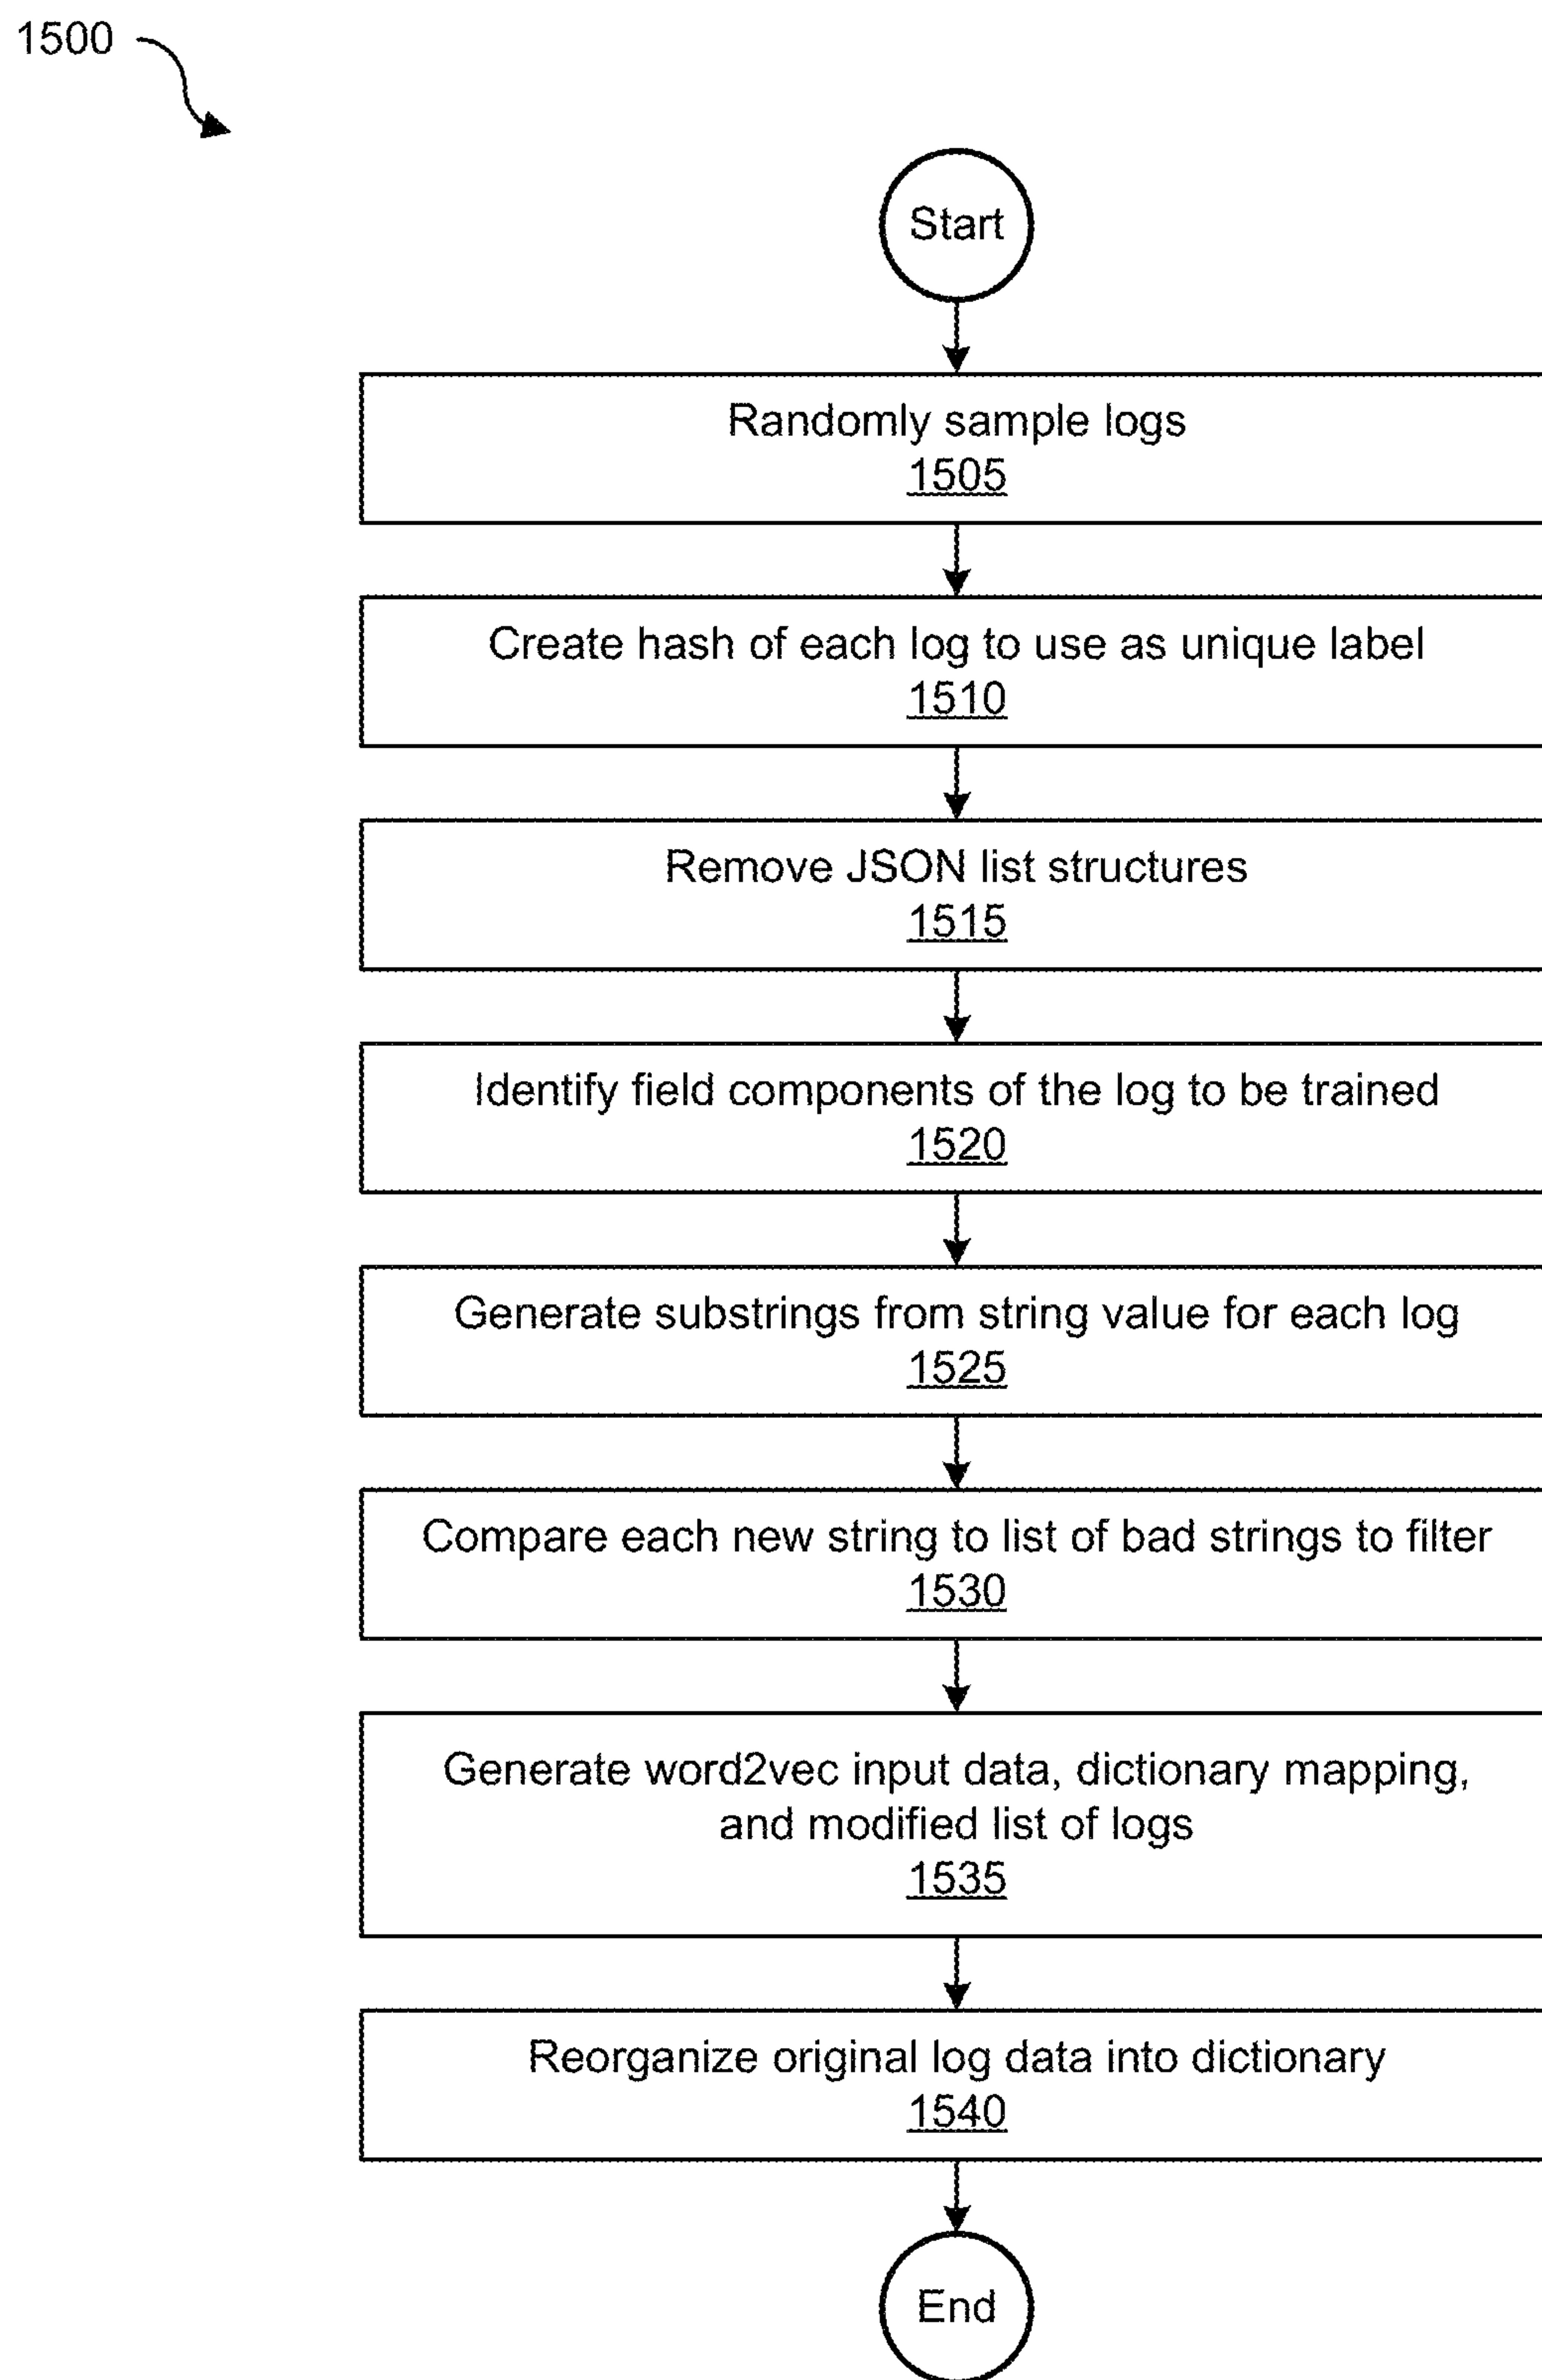 1500
Start
Randomly sample logs
1505
Create hash of each log to use as unique label
1510
Remove JSON list structures
1515
Identify field components of the log to be trained
1520
Generate substrings from string value for each log
1525
Compare each new string to list of bad strings to filter
1530
Generate word2vec input data, dictionary mapping,
and modified list of logs
1535
Reorganize original log data into dictionary
1540
End